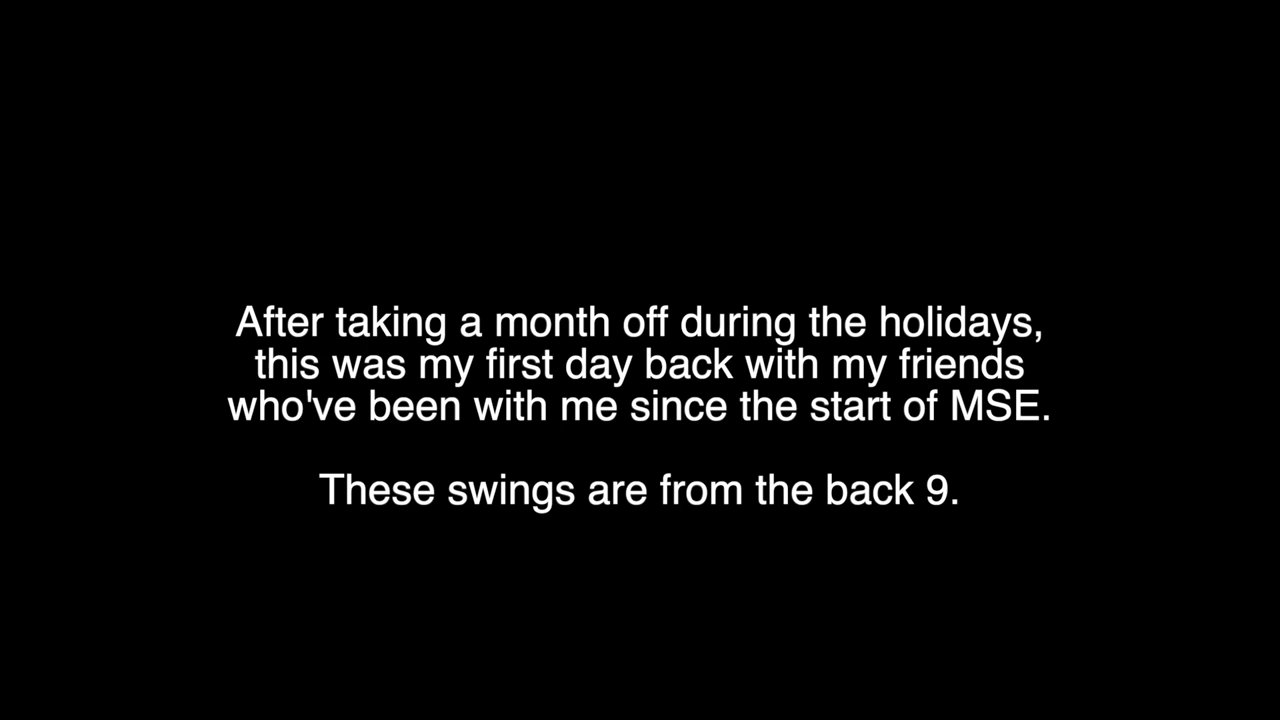 After taking a month off during the holidays,
this was my first day back with my friends
who've been with me since the start of MSE.
These swings are from the back 9.